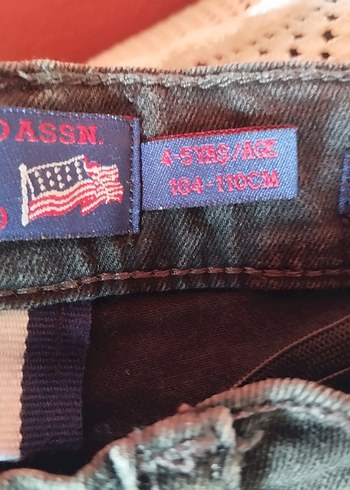 O ASSN.
4-5YRS/AGE
104-110CM